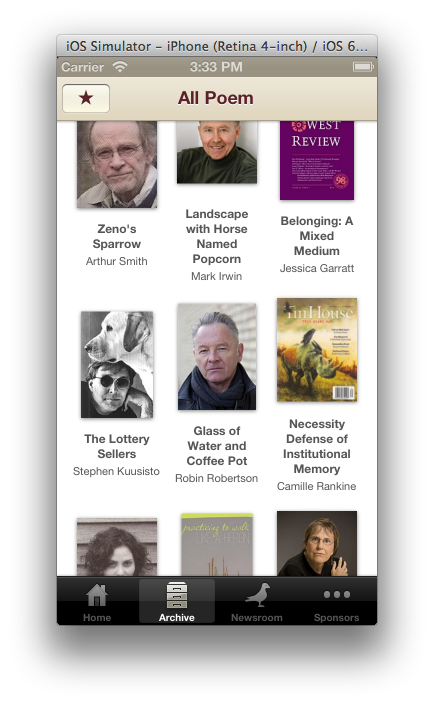 iOS Simulator – iPhone (Retina 4-inch) / iOS 6...
Carrier
3:33 PM
All Poem
WEST
REVIEW
98
Zeno's
Sparrow
Arthur Smith
Landscape
with Horse
Named
Popcorn
Mark Irwin
Belonging: A
Mixed
Medium
Jessica Garratt
tin House
The Lottery
Sellers
Stephen Kuusisto
Glass of
Water and
Coffee Pot
Robin Robertson
Necessity
Defense of
Institutional
Memory
Camille Rankine
practicing to walk
Home
Archive
Newsroom
Sponsors